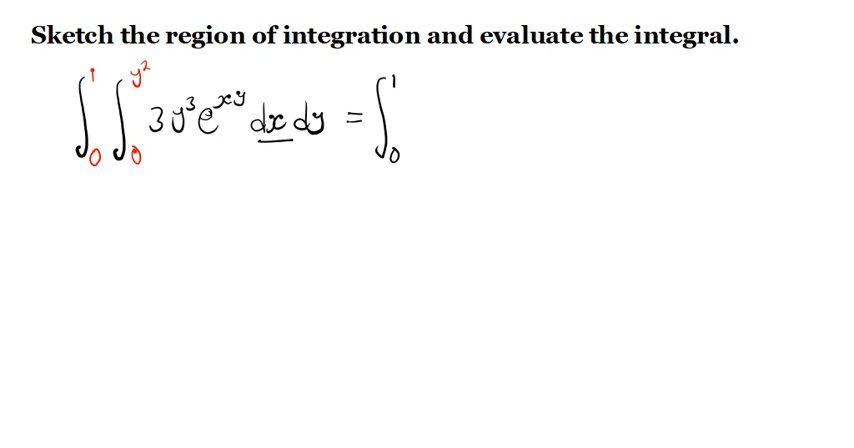 Sketch the region of integration and evaluate the integral.
∫₀¹ ∫₀^{y²} 3y³e^{xy} dx dy = ∫₀¹